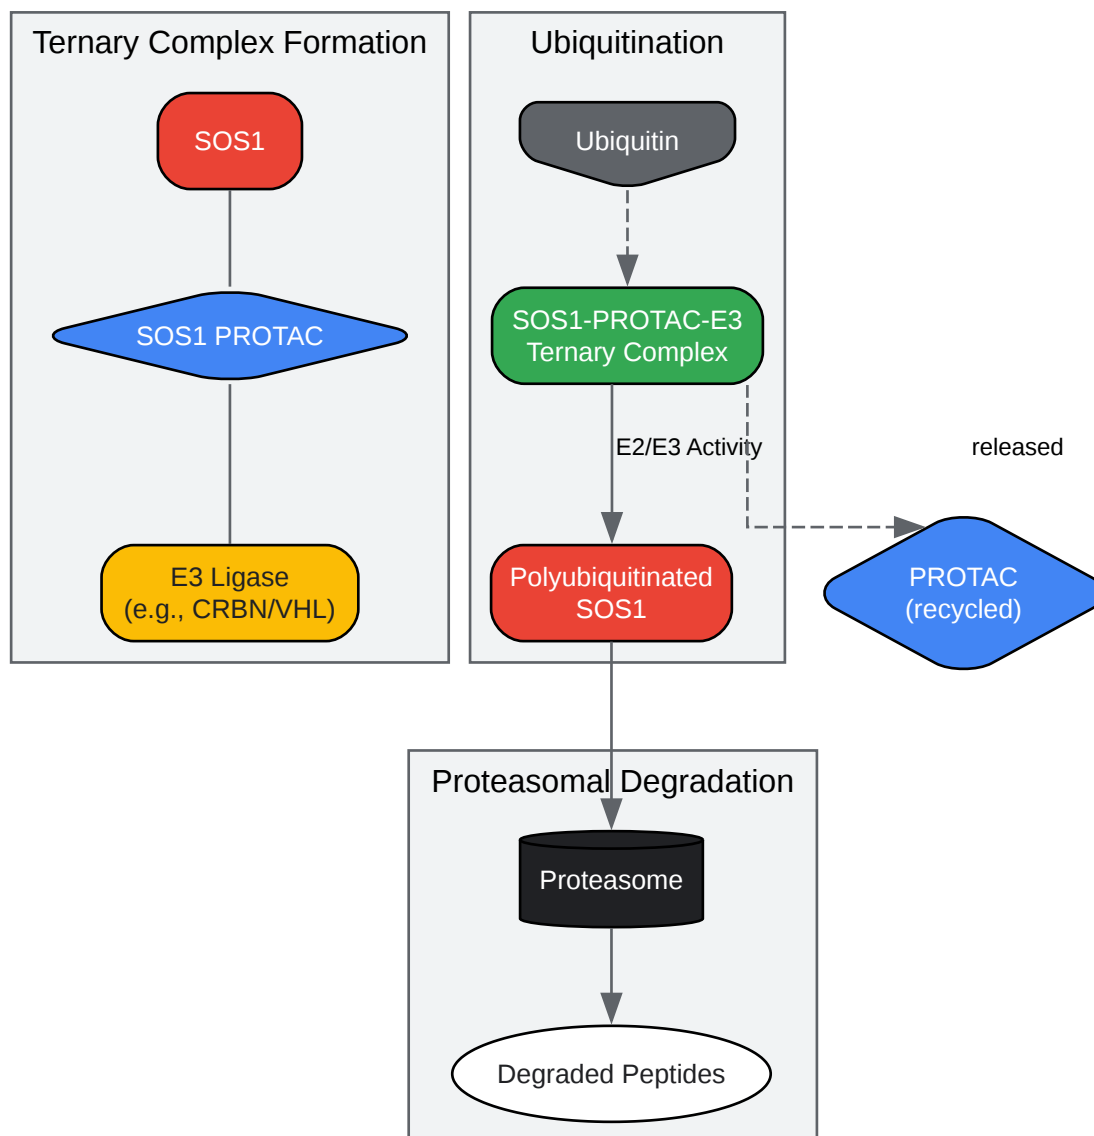 Ternary Complex Formation
SOS1
SOS1 PROTAC
E3 Ligase
(e.g., CRBN/VHL)
Ubiquitination
Ubiquitin
SOS1-PROTAC-E3
Ternary Complex
E2/E3 Activity
released
Polyubiquitinated
SOS1
PROTAC
(recycled)
Proteasomal Degradation
Proteasome
Degraded Peptides